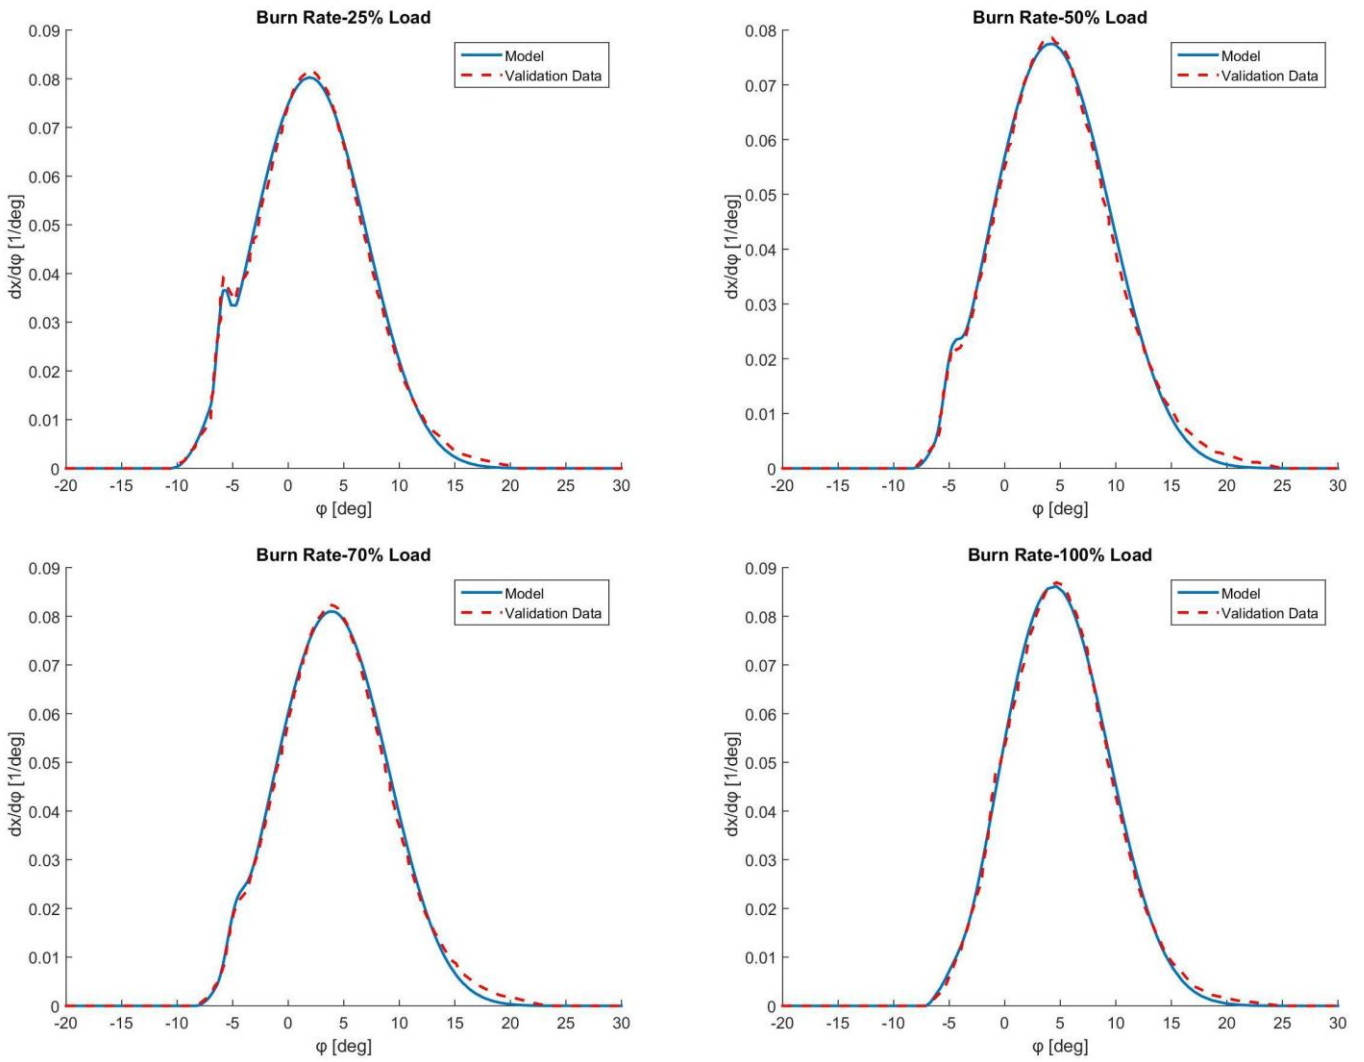 Burn Rate-25% Load
Model
Validation Data
0.09
0.08
0.07
0.06
0.05
0.04
0.03
0.02
0.01
0
dx/dφ [1/deg]
-20 -15 -10 -5 0 5 10 15 20 25 30
φ [deg]
Burn Rate-50% Load
Model
Validation Data
0.08
0.07
0.06
0.05
0.04
0.03
0.02
0.01
0
dx/dφ [1/deg]
-20 -15 -10 -5 0 5 10 15 20 25 30
φ [deg]
Burn Rate-70% Load
Model
Validation Data
0.09
0.08
0.07
0.06
0.05
0.04
0.03
0.02
0.01
0
dx/dφ [1/deg]
-20 -15 -10 -5 0 5 10 15 20 25 30
φ [deg]
Burn Rate-100% Load
Model
Validation Data
0.09
0.08
0.07
0.06
0.05
0.04
0.03
0.02
0.01
0
dx/dφ [1/deg]
-20 -15 -10 -5 0 5 10 15 20 25 30
φ [deg]